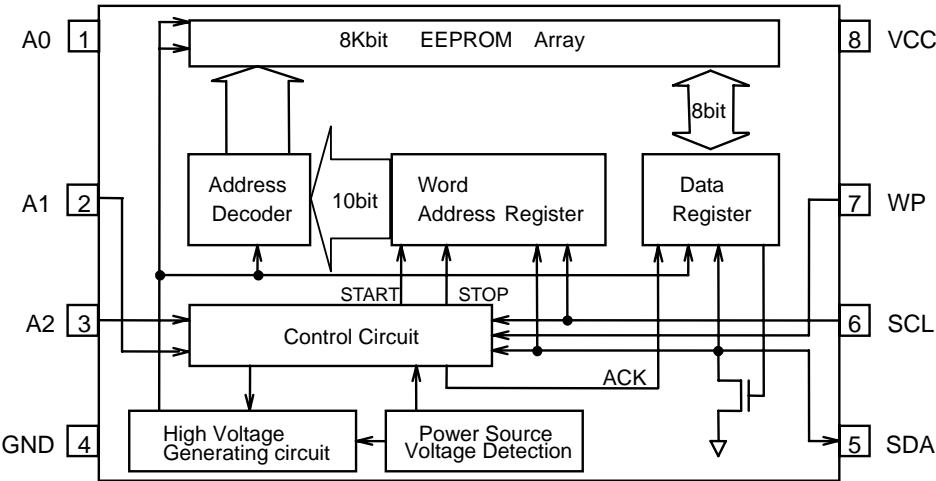 A0 1
8Kbit EEPROM Array
8 VCC
8bit
A1 2
Address
Decoder
10bit
Word
Address Register
Data
Register
7 WP
START
STOP
A2 3
Control Circuit
6 SCL
ACK
GND 4
High Voltage
Generating circuit
Power Source
Voltage Detection
5 SDA